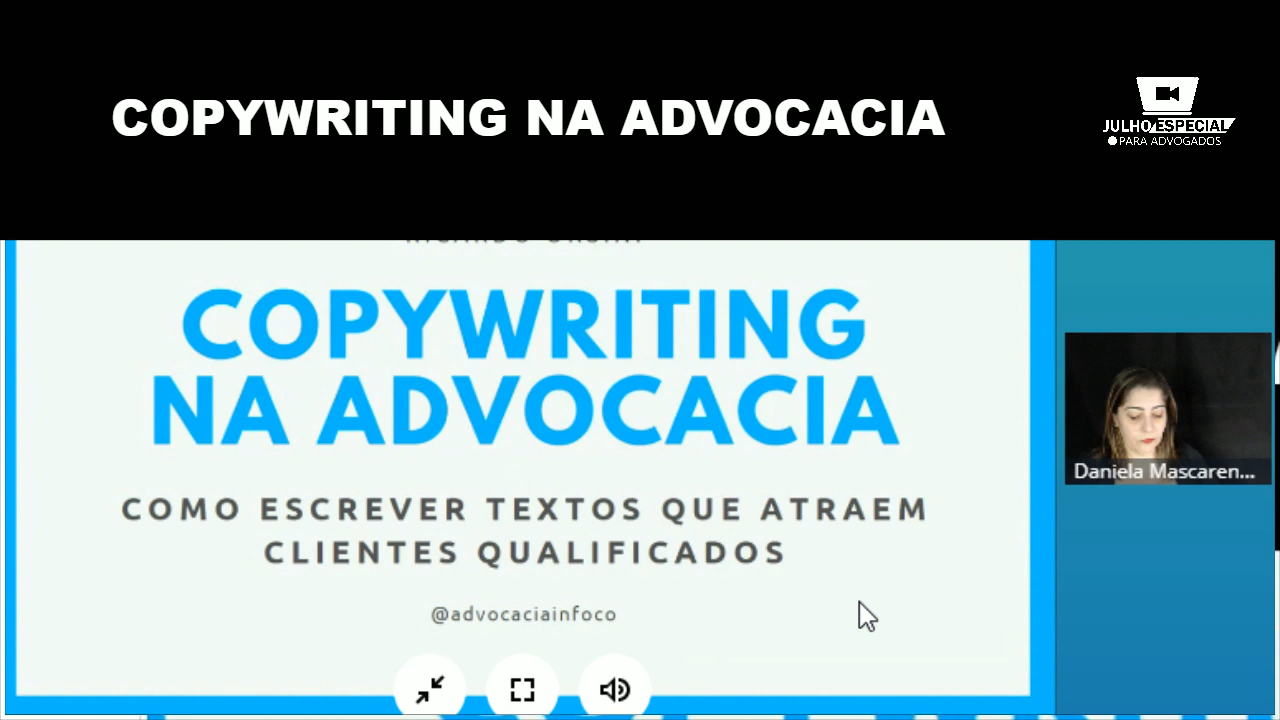 COPYWRITING NA ADVOCACIA
JULHO ESPECIAL
PARA ADVOGADOS
COPYWRITING
NA ADVOCACIA
COMO ESCREVER TEXTOS QUE ATRAEM
CLIENTES QUALIFICADOS
@advocaciainfoco
Daniela Mascaren...